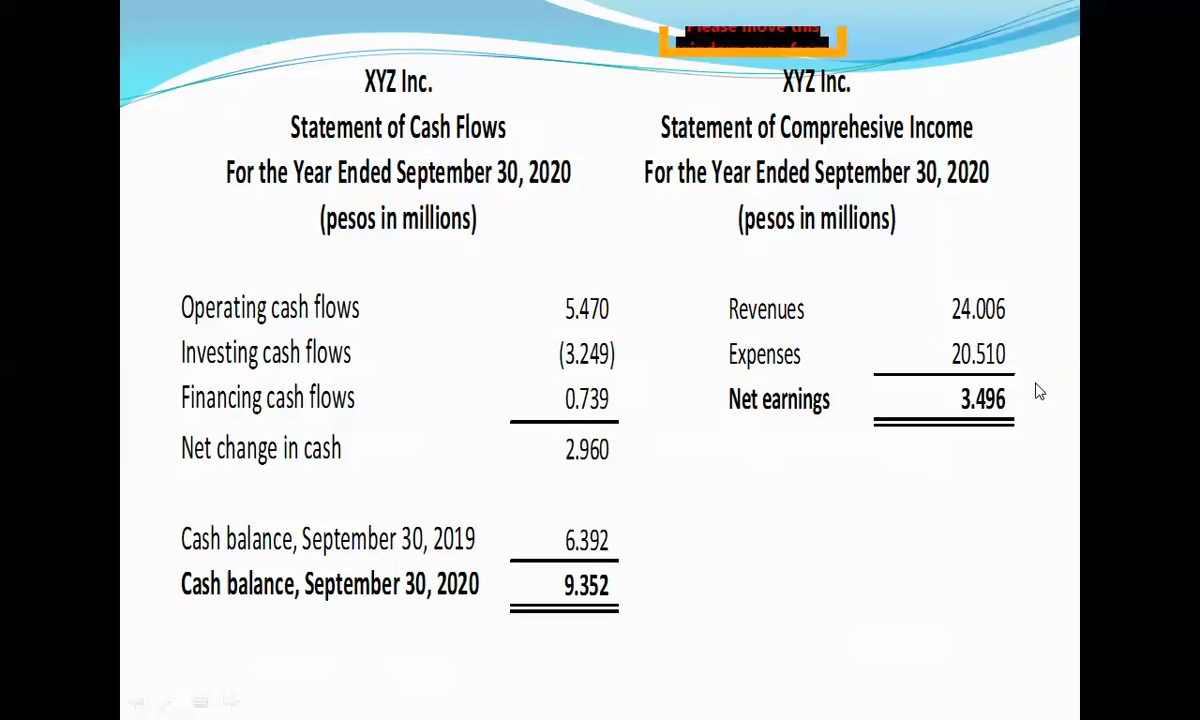 Please move this
XYZ Inc.
Statement of Cash Flows
For the Year Ended September 30, 2020
(pesos in millions)
Operating cash flows 5.470
Investing cash flows (3.249)
Financing cash flows 0.739
Net change in cash 2.960
Cash balance, September 30, 2019 6.392
Cash balance, September 30, 2020 9.352
XYZ Inc.
Statement of Comprehesive Income
For the Year Ended September 30, 2020
(pesos in millions)
Revenues 24.006
Expenses 20.510
Net earnings 3.496